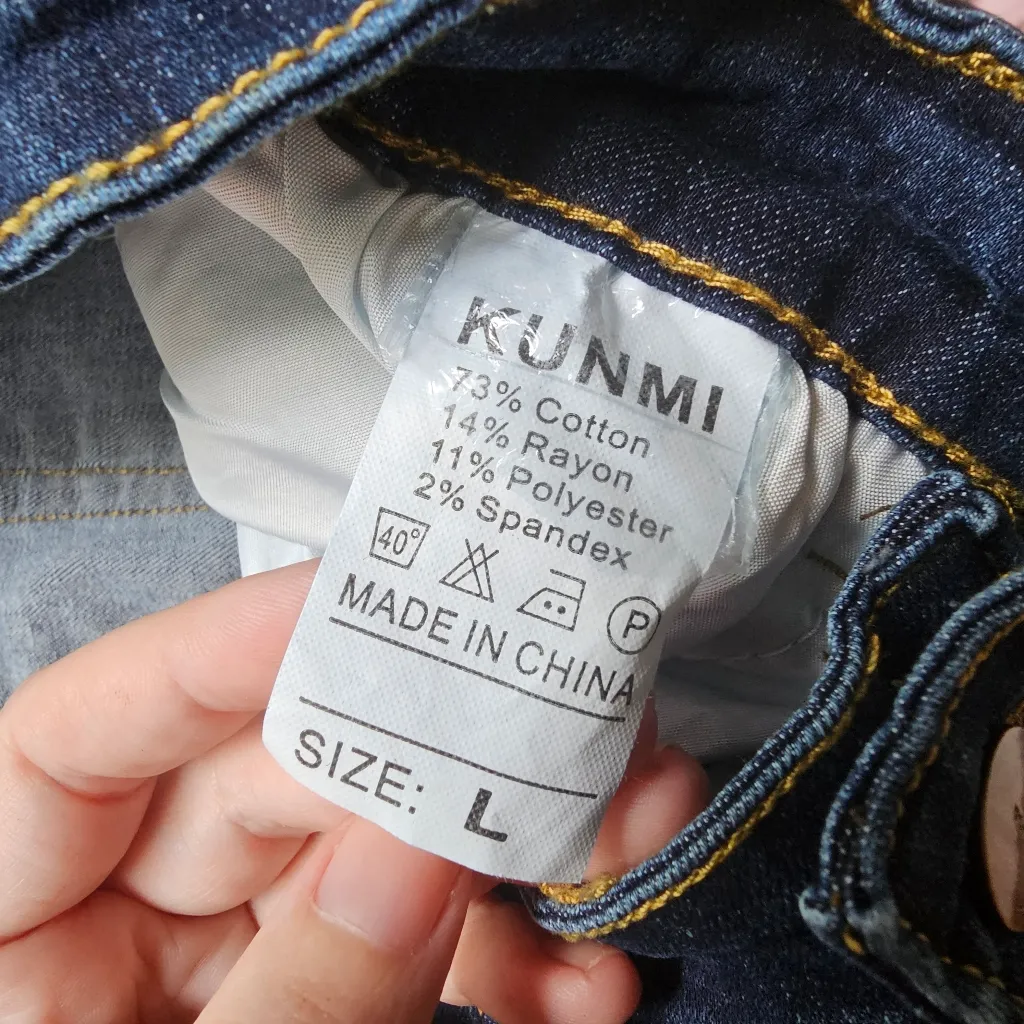 KUNMI
73% Cotton
14% Rayon
11% Polyester
2% Spandex
40° P
MADE IN CHINA
SIZE: L